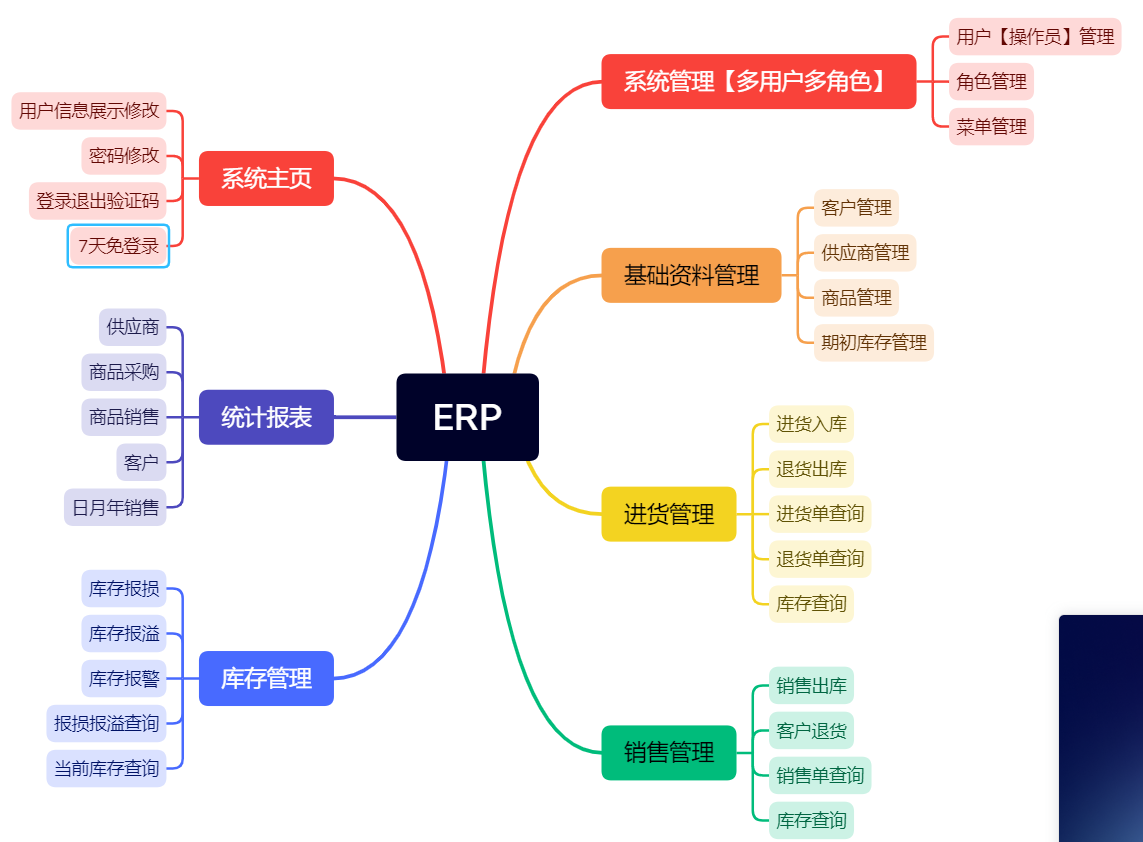 ERP
系统管理【多用户多角色】
用户【操作员】管理
角色管理
菜单管理
基础资料管理
客户管理
供应商管理
商品管理
期初库存管理
进货管理
进货入库
退货出库
进货单查询
退货单查询
库存查询
销售管理
销售出库
客户退货
销售单查询
库存查询
系统主页
用户信息展示修改
密码修改
登录退出验证码
7天免登录
统计报表
供应商
商品采购
商品销售
客户
日月年销售
库存管理
库存报损
库存报溢
库存报警
报损报溢查询
当前库存查询